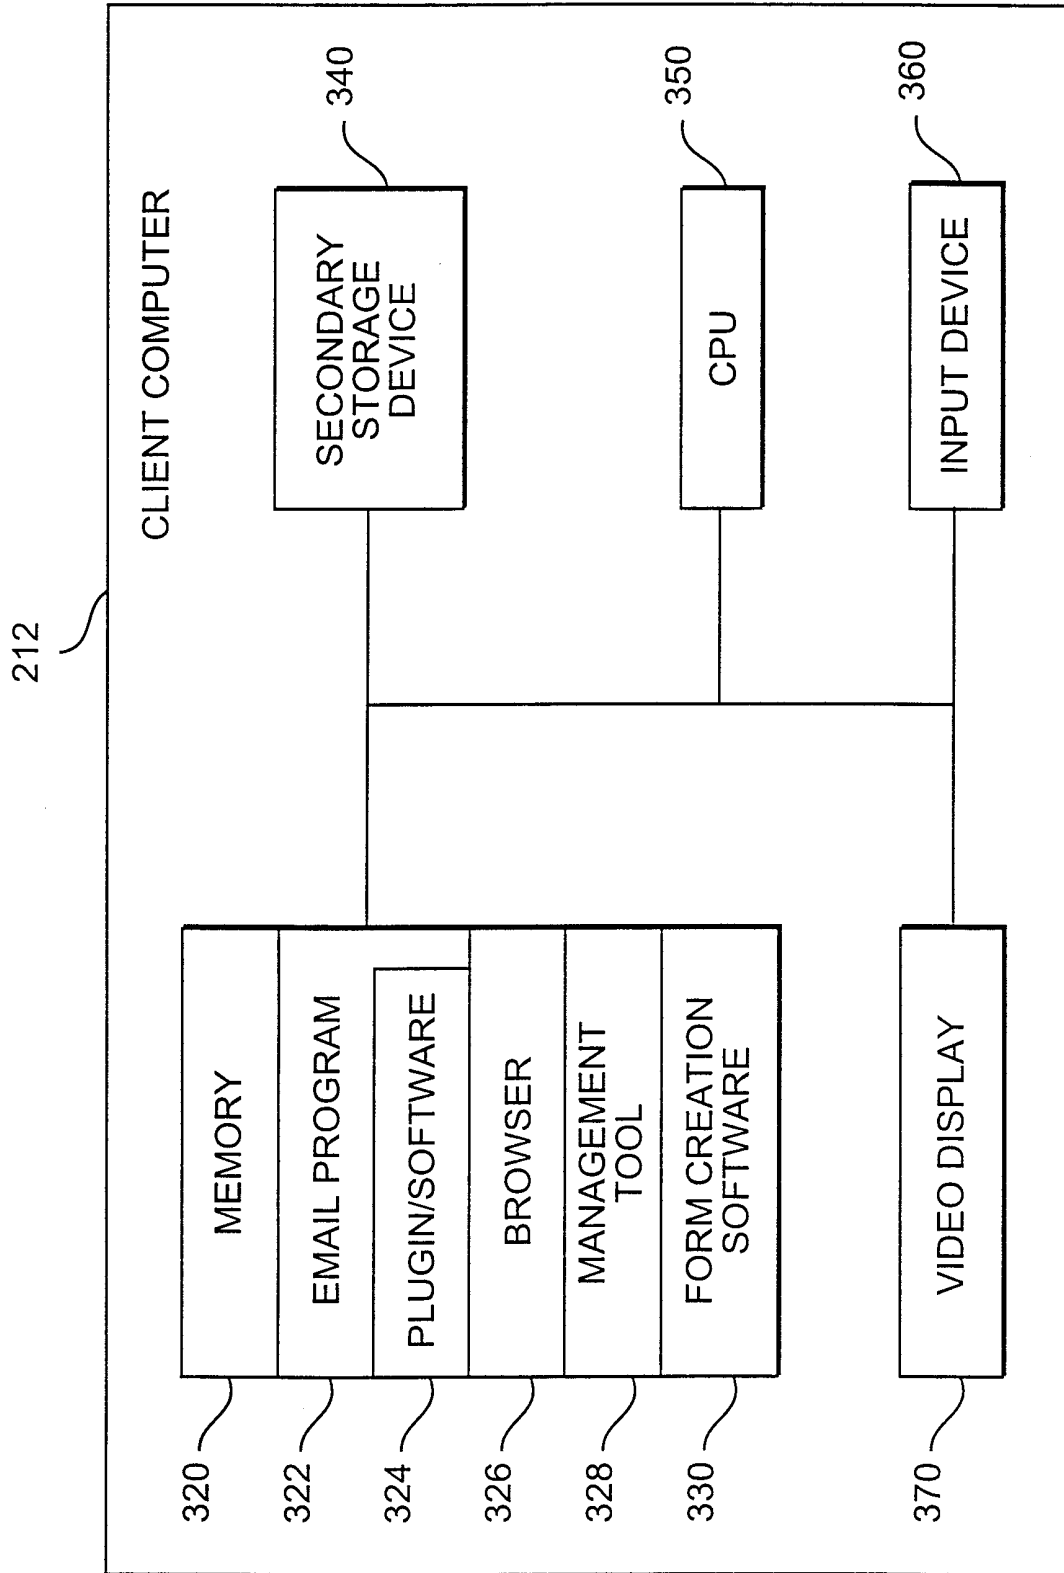 212
CLIENT COMPUTER
320
MEMORY
322
EMAIL PROGRAM
324
PLUGIN/SOFTWARE
326
BROWSER
328
MANAGEMENT
TOOL
330
FORM CREATION
SOFTWARE
370
VIDEO DISPLAY
SECONDARY
STORAGE
DEVICE
340
CPU
350
INPUT DEVICE
360